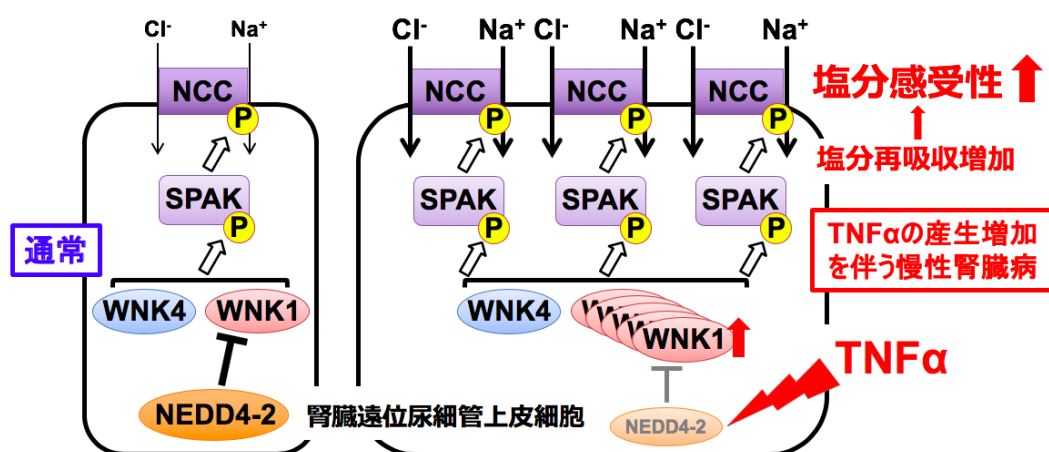 Cl⁻ Na⁺
Cl⁻ Na⁺ Cl⁻ Na⁺ Cl⁻ Na⁺
NCC
P
SPAK
P
通常
WNK4 WNK1
NEDD4-2
腎臓遠位尿細管上皮細胞
NCC NCC NCC
P P P
SPAK SPAK SPAK
P P P
WNK4
W
W
W
W
WNK1
NEDD4-2
塩分感受性
塩分再吸収増加
TNFαの産生増加
を伴う慢性腎臓病
TNFα